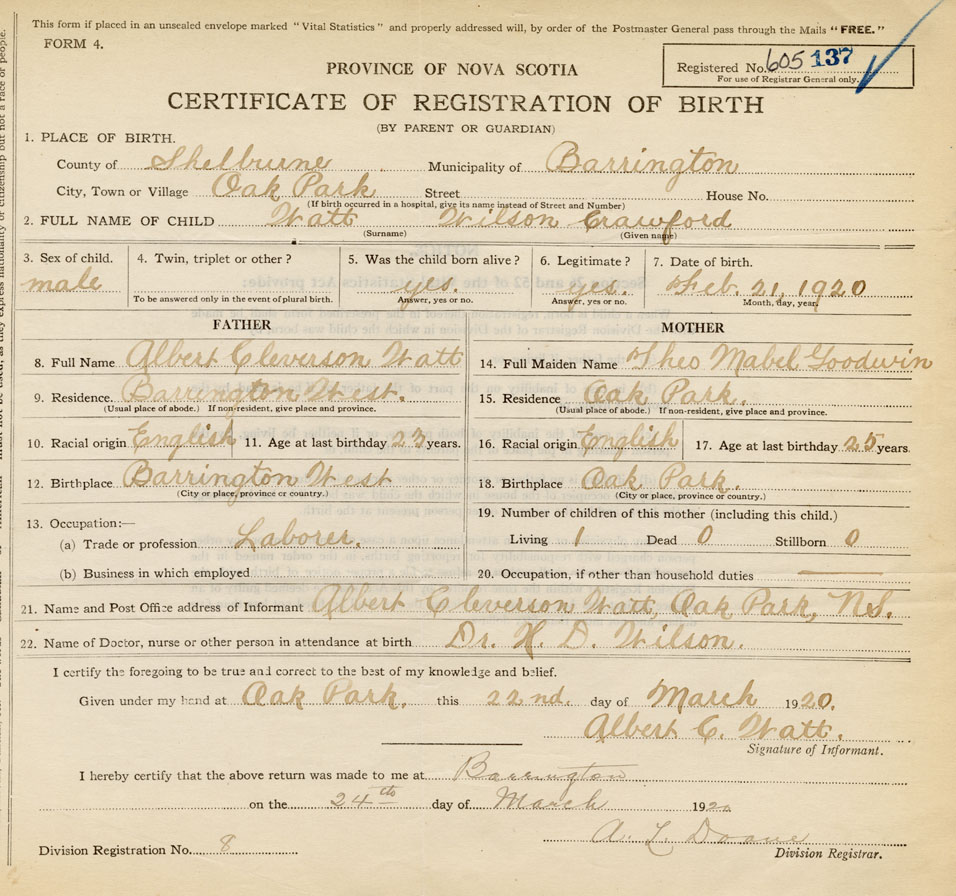 This form if placed in an unsealed envelope marked "Vital Statistics" and properly addressed will, by order of the Postmaster General pass through the Mails "FREE."
FORM 4.
Registered No. 605 137
For use of Registrar General only.
PROVINCE OF NOVA SCOTIA
CERTIFICATE OF REGISTRATION OF BIRTH
(BY PARENT OR GUARDIAN)
1. PLACE OF BIRTH.
County of Shelburne Municipality of Barrington
City, Town or Village Oak Park Street House No.
(If birth occurred in a hospital, give its name instead of Street and Number)
2. FULL NAME OF CHILD Watt Wilson Crawford
(Surname) (Given name)
3. Sex of child. 4. Twin, triplet or other? 5. Was the child born alive? 6. Legitimate? 7. Date of birth.
male yes. yes. Feb. 21, 1920
To be answered only in the event of plural birth. Answer, yes or no. Answer, yes or no. Month, day, year.
FATHER MOTHER
8. Full Name Albert Cleverson Watt 14. Full Maiden Name Theo Mabel Goodwin
9. Residence. Barrington West. 15. Residence Oak Park.
(Usual place of abode.) If non-resident, give place and province. (Usual place of abode.) If non-resident, give place and province.
10. Racial origin English 11. Age at last birthday 23 years. 16. Racial origin English 17. Age at last birthday 25 years.
12. Birthplace Barrington West 18. Birthplace Oak Park.
(City or place, province or country.) (City or place, province or country.)
13. Occupation:— 19. Number of children of this mother (including this child.)
(a) Trade or profession Laborer. Living 1 Dead 0 Stillborn 0
(b) Business in which employed 20. Occupation, if other than household duties
21. Name and Post Office address of Informant Albert Cleverson Watt, Oak Park, N.S.
22. Name of Doctor, nurse or other person in attendance at birth Dr. H. D. Wilson.
I certify the foregoing to be true and correct to the best of my knowledge and belief.
Given under my hand at Oak Park. this 22nd. day of March 1920.
Albert C. Watt.
Signature of Informant.
I hereby certify that the above return was made to me at Barrington
on the 24th day of March 1920
A. L. Doane
Division Registration No. 8 Division Registrar.